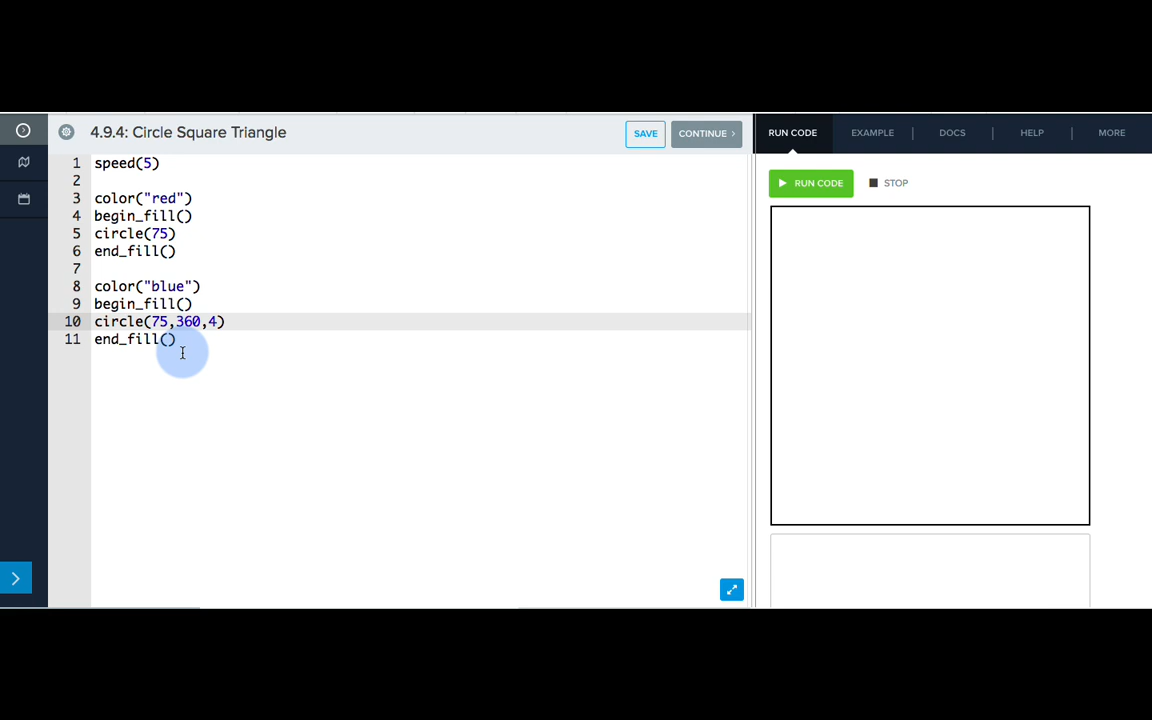 4.9.4: Circle Square Triangle
SAVE
CONTINUE >
RUN CODE
EXAMPLE
DOCS
HELP
MORE
RUN CODE
STOP
1 speed(5)
2
3 color("red")
4 begin_fill()
5 circle(75)
6 end_fill()
7
8 color("blue")
9 begin_fill()
10 circle(75,360,4)
11 end_fill()